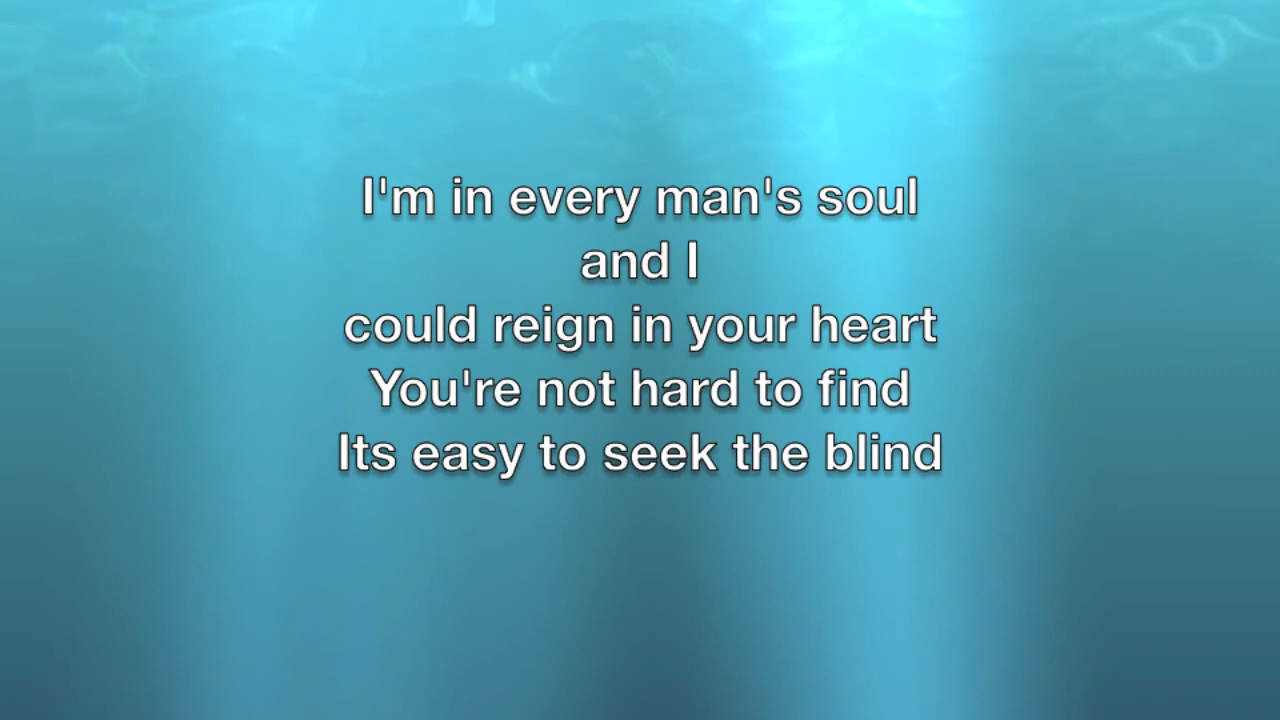 I'm in every man's soul
and I
could reign in your heart
You're not hard to find
Its easy to seek the blind